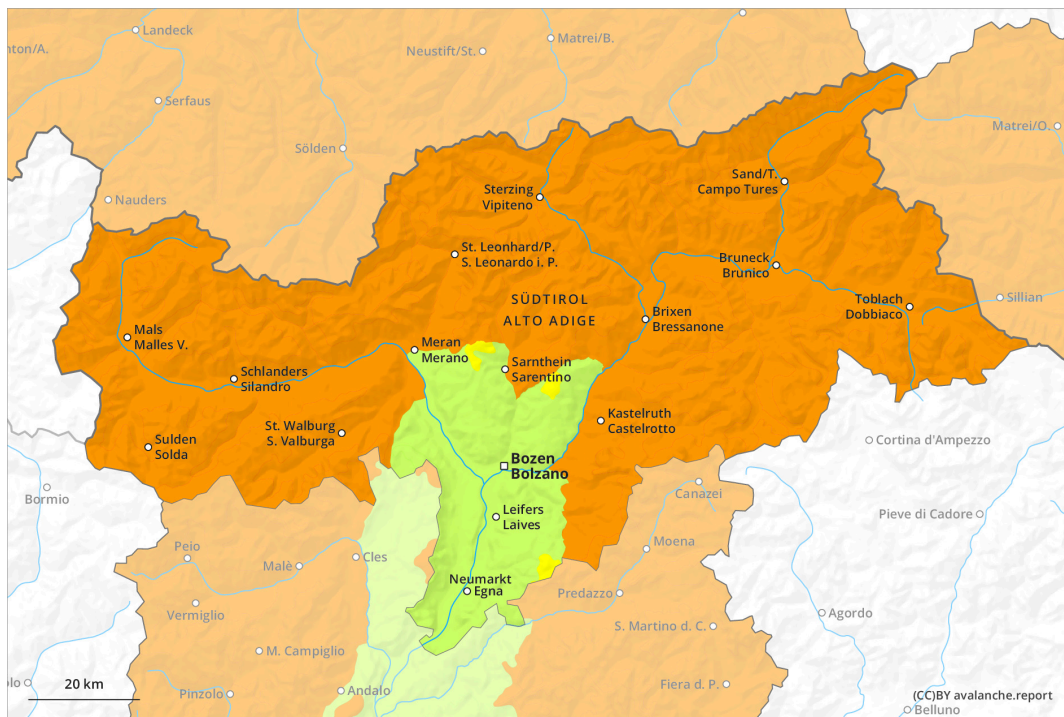 Landeck
nton/A.
Matrei/B.
Neustift/St.
Serfaus
Matrei/O.
Sölden
Sand/T.
Campo Tures
Sterzing
Vipiteno
Nauders
St. Leonhard/P.
S. Leonardo i. P.
Bruneck
Brunico
SÜDTIROL
ALTO ADIGE
Toblach
Dobbiaco
Sillian
Brixen
Bressanone
Mals
Malles V.
Meran
Merano
Sarnthein
Sarentino
Schlanders
Silandro
Kastelruth
Castelrotto
St. Walburg
S. Valburga
Sulden
Solda
Cortina d'Ampezzo
Bozen
Bolzano
Bormio
Canazei
Leifers
Laives
Pieve di Cadore
Peio
Moena
Cles
Malè
Neumarkt
Egna
Predazzo
Vermiglio
Agordo
S. Martino d. C.
M. Campiglio
olo
20 km
Pinzolo
Andalo
Fiera d. P.
(CC)BY avalanche.report
Belluno